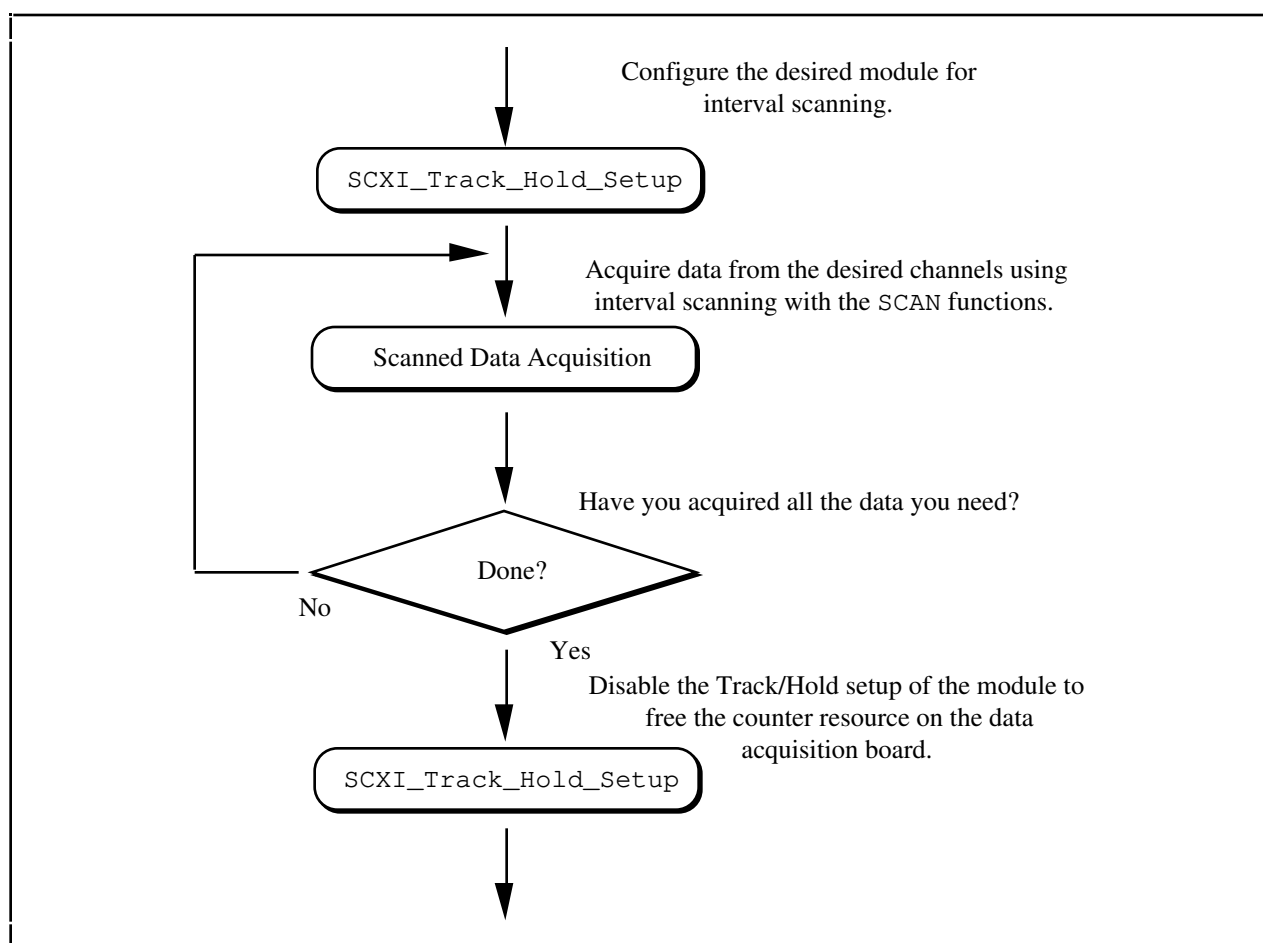 Configure the desired module for
interval scanning.
SCXI_Track_Hold_Setup
Acquire data from the desired channels using
interval scanning with the SCAN functions.
Scanned Data Acquisition
Have you acquired all the data you need?
Done?
No
Yes
Disable the Track/Hold setup of the module to
free the counter resource on the data
acquisition board.
SCXI_Track_Hold_Setup